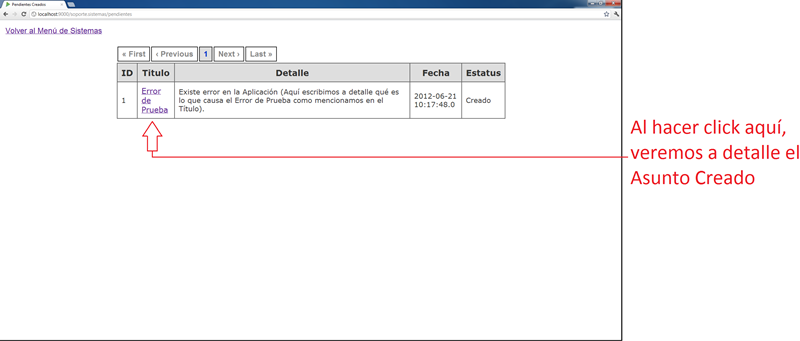 Pendientes Creados
localhost:9000/soporte.sistemas/pendientes
Volver al Menú de Sistemas
« First ‹ Previous 1 Next › Last »
ID Título Detalle Fecha Estatus
1 Error de Prueba Existe error en la Aplicación (Aquí escribimos a detalle qué es lo que causa el Error de Prueba como mencionamos en el Título). 2012-06-21 10:17:48.0 Creado
Al hacer click aquí,
veremos a detalle el
Asunto Creado